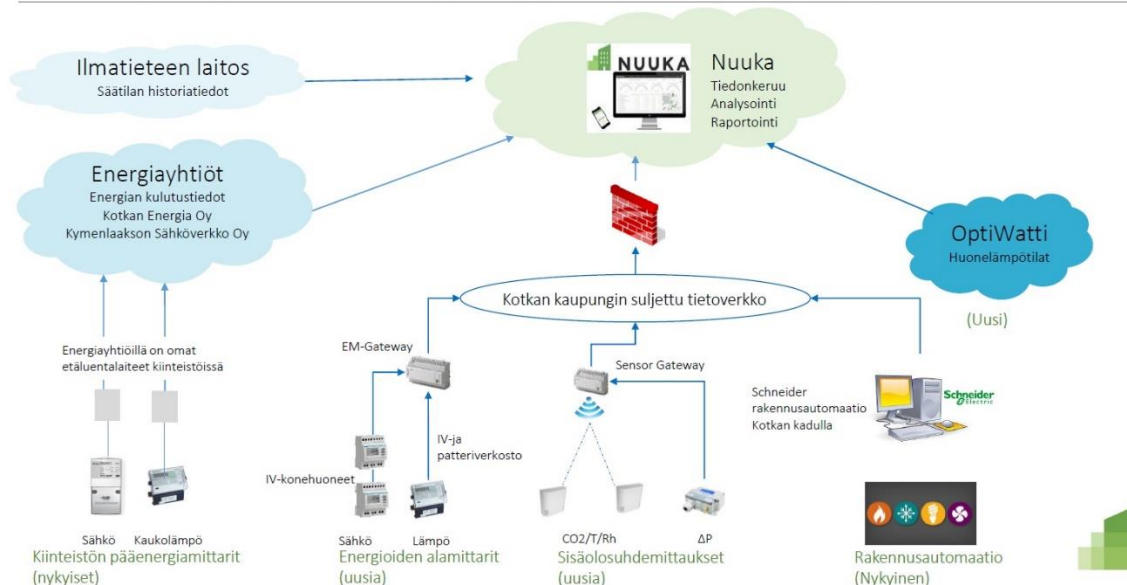 Ilmatieteen laitos
Säätilan historiatiedot
NUUKA
Nuuka
Tiedonkeruu
Analysointi
Raportointi
Energiayhtiöt
Energian kulutustiedot
Kotkan Energia Oy
Kymenlaakson Sähköverkko Oy
OptiWatti
Huonelämpötilat
(Uusi)
Kotkan kaupungin suljettu tietoverkko
Energiayhtiöillä on omat
etäluentalaiteet kiinteistöissä
EM-Gateway
Sensor Gateway
Schneider
rakennusautomaatio
Kotkan kadulla
Schneider
Electric
IV-ja
patteriverkosto
IV-konehuoneet
Sähkö
Kaukolämpö
Kiinteistön pääenergiamittarit
(nykyiset)
Sähkö
Lämpö
Energioiden alamittarit
(uusia)
CO2/T/Rh
ΔP
Sisäolosuhdemittaukset
(uusia)
Rakennusautomaatio
(Nykyinen)